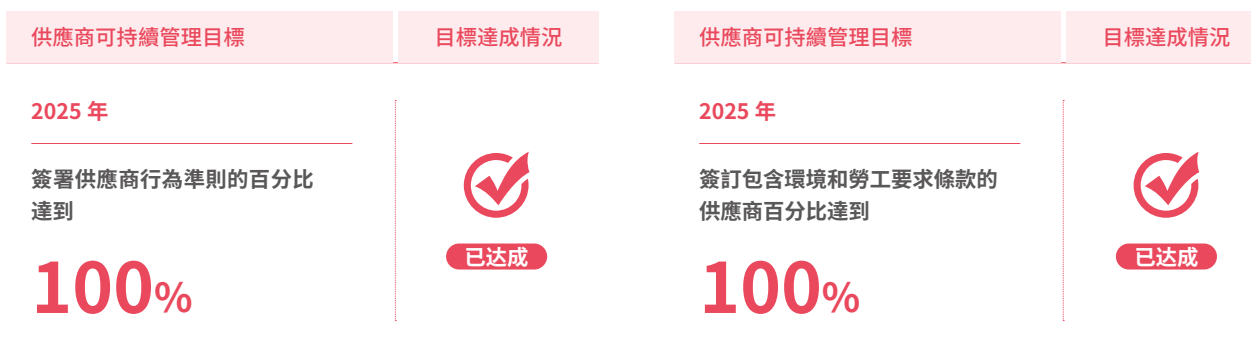 供應商可持續管理目標
目標達成情況
2025 年
簽署供應商行為準則的百分比
達到
100%
已达成
供應商可持續管理目標
目標達成情況
2025 年
簽訂包含環境和勞工要求條款的
供應商百分比達到
100%
已达成